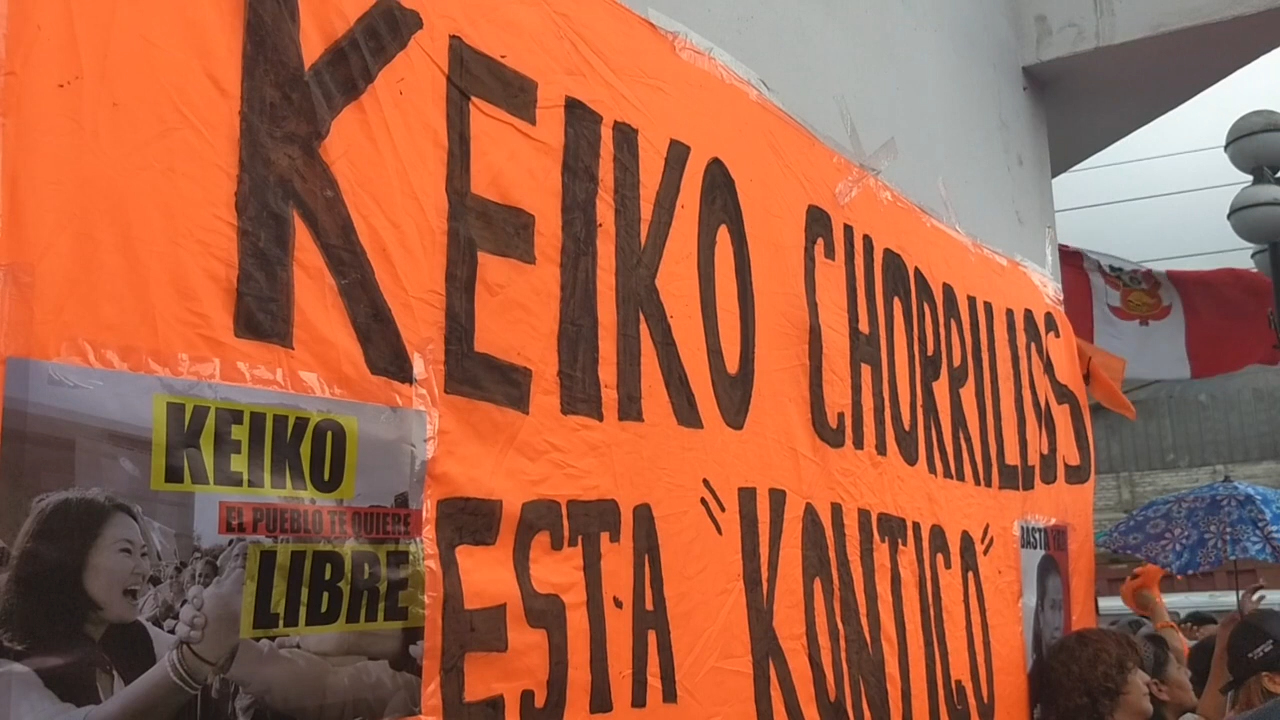 KEIKO CHORRILLOS
ESTA "KONTIGO"
KEIKO
EL PUEBLO TE QUIERE
LIBRE
BASTA YA!